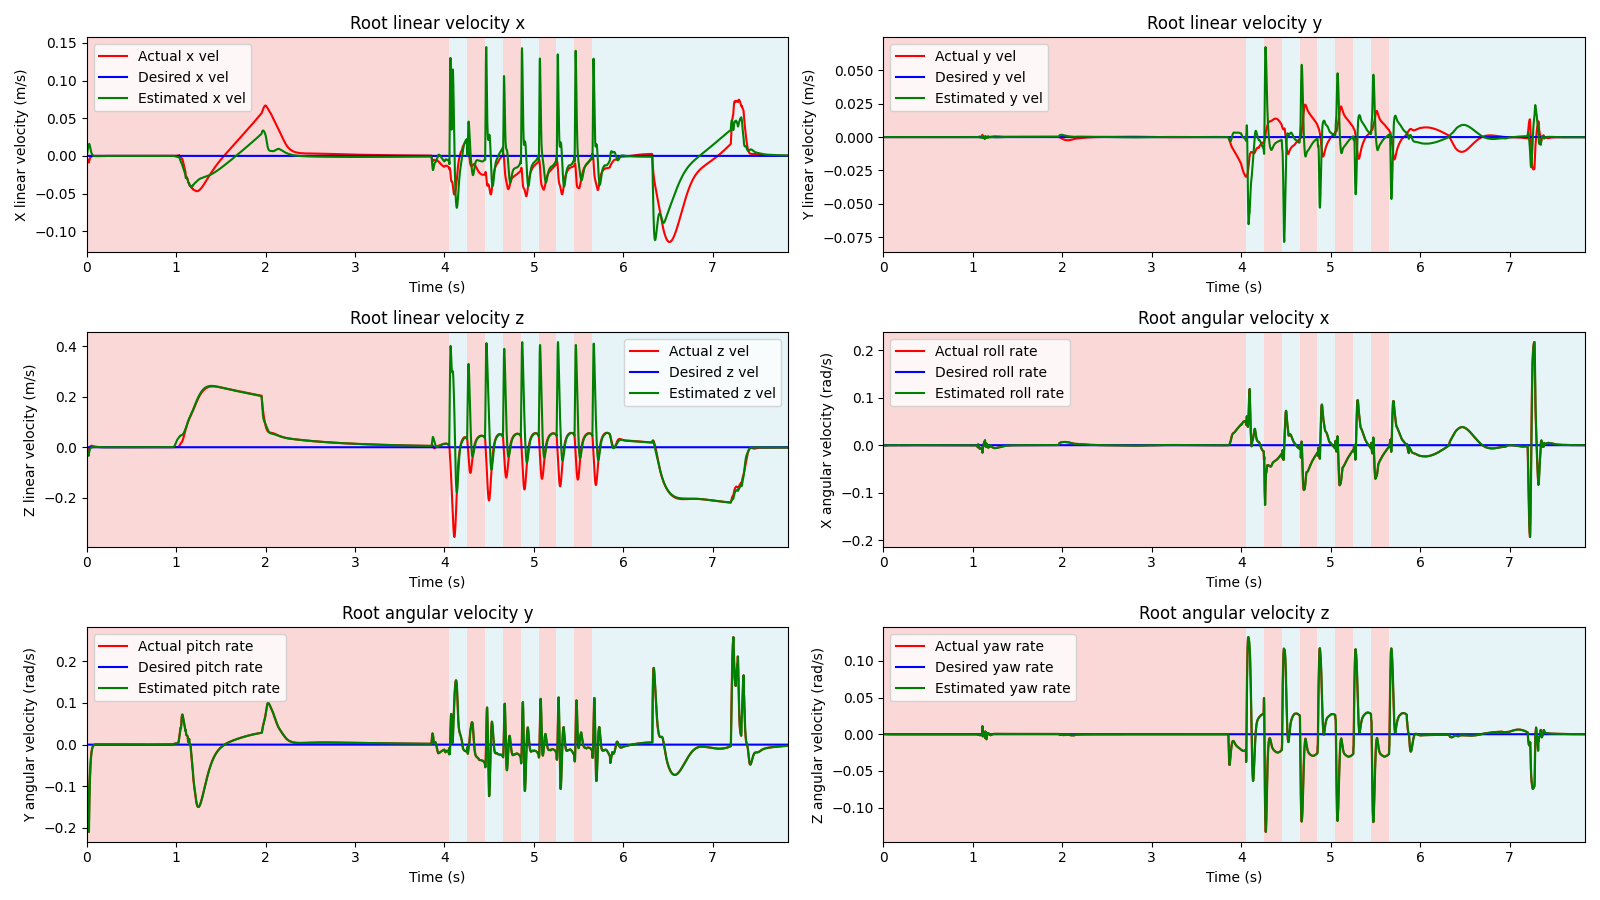 Root linear velocity x
Actual x vel
Desired x vel
Estimated x vel
X linear velocity (m/s)
0.15
0.10
0.05
0.00
−0.05
−0.10
0 1 2 3 4 5 6 7
Time (s)
Root linear velocity y
Actual y vel
Desired y vel
Estimated y vel
Y linear velocity (m/s)
0.050
0.025
0.000
−0.025
−0.050
−0.075
0 1 2 3 4 5 6 7
Time (s)
Root linear velocity z
Actual z vel
Desired z vel
Estimated z vel
Z linear velocity (m/s)
0.4
0.2
0.0
−0.2
0 1 2 3 4 5 6 7
Time (s)
Root angular velocity x
Actual roll rate
Desired roll rate
Estimated roll rate
X angular velocity (rad/s)
0.2
0.1
0.0
−0.1
−0.2
0 1 2 3 4 5 6 7
Time (s)
Root angular velocity y
Actual pitch rate
Desired pitch rate
Estimated pitch rate
Y angular velocity (rad/s)
0.2
0.1
0.0
−0.1
−0.2
0 1 2 3 4 5 6 7
Time (s)
Root angular velocity z
Actual yaw rate
Desired yaw rate
Estimated yaw rate
Z angular velocity (rad/s)
0.10
0.05
0.00
−0.05
−0.10
0 1 2 3 4 5 6 7
Time (s)